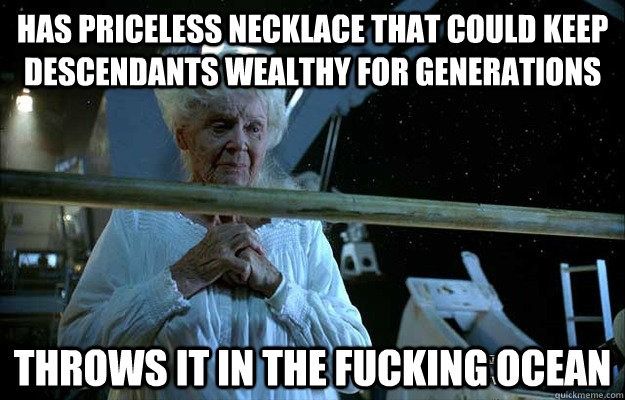 HAS PRICELESS NECKLACE THAT COULD KEEP
DESCENDANTS WEALTHY FOR GENERATIONS
THROWS IT IN THE FUCKING OCEAN
quickmeme.com